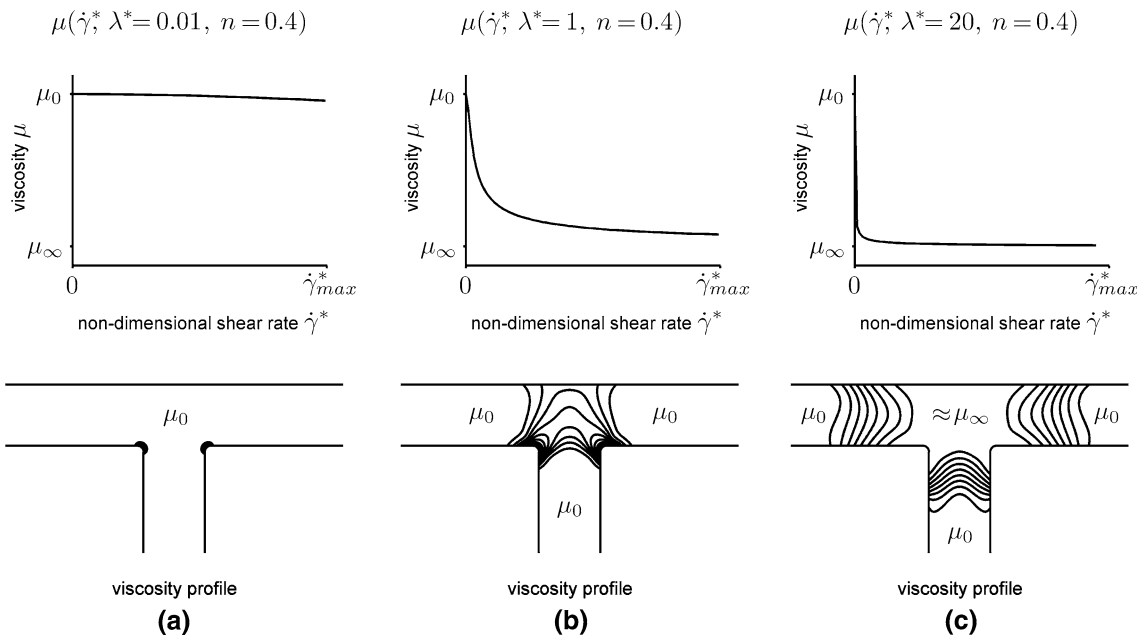 μ(γ̇*, λ* = 0.01, n = 0.4)
μ₀
viscosity μ
μ∞
0
γ̇*max
non-dimensional shear rate γ̇*
μ₀
viscosity profile
(a)
μ(γ̇*, λ* = 1, n = 0.4)
μ₀
viscosity μ
μ∞
0
γ̇*max
non-dimensional shear rate γ̇*
μ₀ μ₀
μ₀
viscosity profile
(b)
μ(γ̇*, λ* = 20, n = 0.4)
μ₀
viscosity μ
μ∞
0
γ̇*max
non-dimensional shear rate γ̇*
μ₀ ≈μ∞ μ₀
μ₀
viscosity profile
(c)